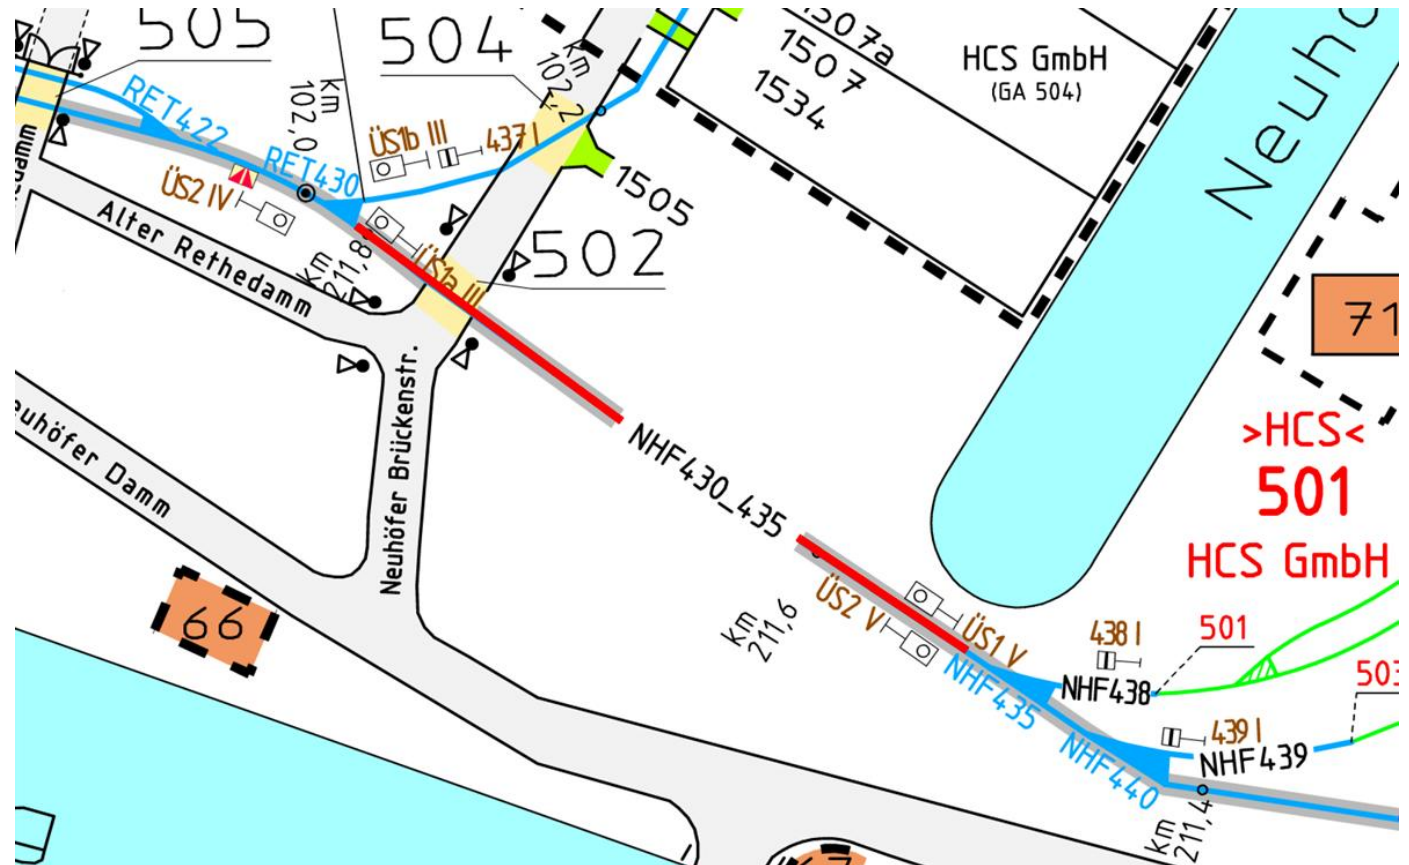 505
504
km
102,2
1507a
1507
1534
HCS GmbH
(GA 504)
RET422
km
102,0
ÜS1b III
437 I
RET430
ÜS2 IV
1505
71
Alter Rethedamm
km
211,8
ÜS1a III
502
>HCS<
501
HCS GmbH
Neuhöfer Brückenstr.
NHF430_435
66
km
211,6
ÜS2 V
ÜS1 V
438 I
501
NHF435
NHF438
503
439 I
NHF439
NHF440
km
211,4
Damm